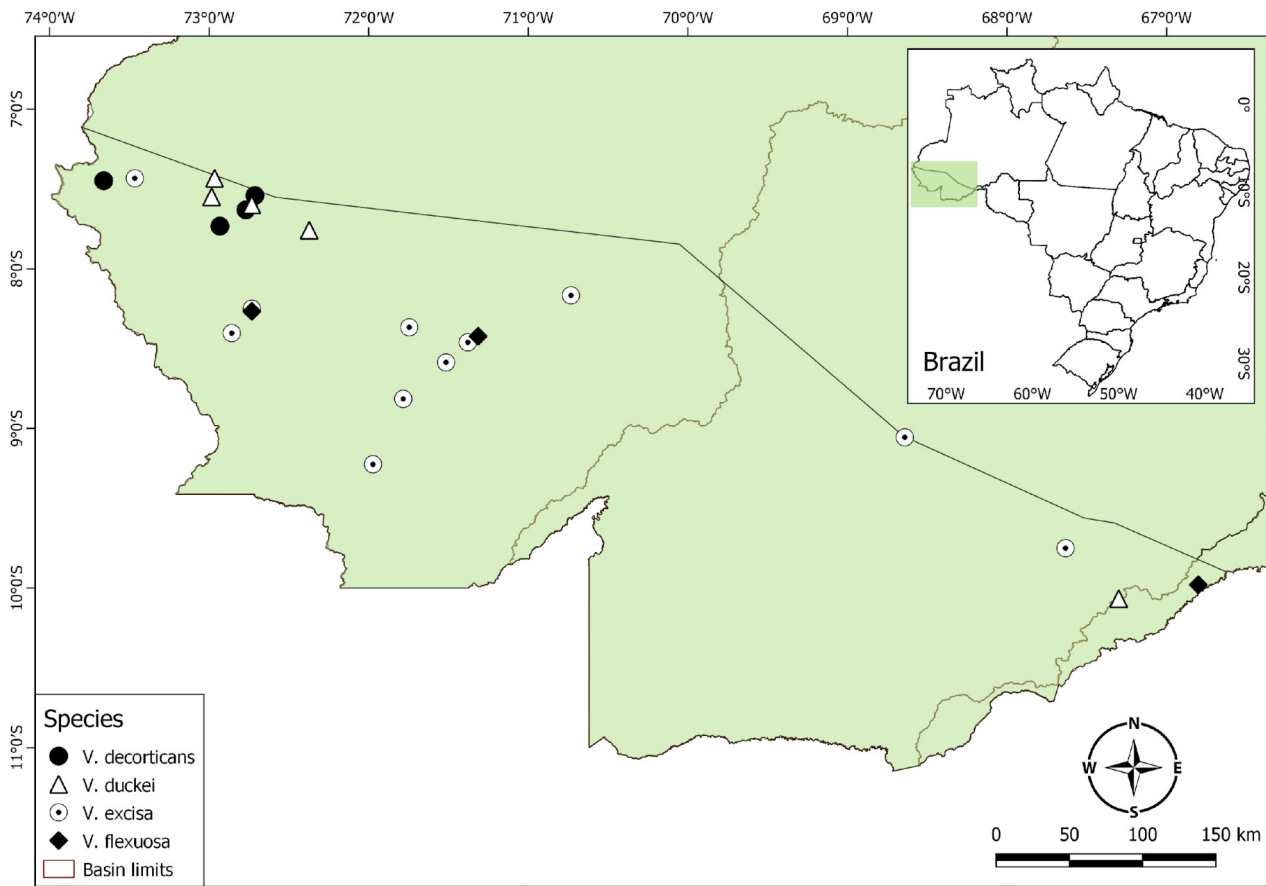 74°0'W 73°0'W 72°0'W 71°0'W 70°0'W 69°0'W 68°0'W 67°0'W
7°0'S
8°0'S
9°0'S
10°0'S
11°0'S
0°
10°S
20°S
30°S
Brazil
70°W 60°W 50°W 40°W
Species
V. decorticans
V. duckei
V. excisa
V. flexuosa
Basin limits
N
W E
S
0 50 100 150 km